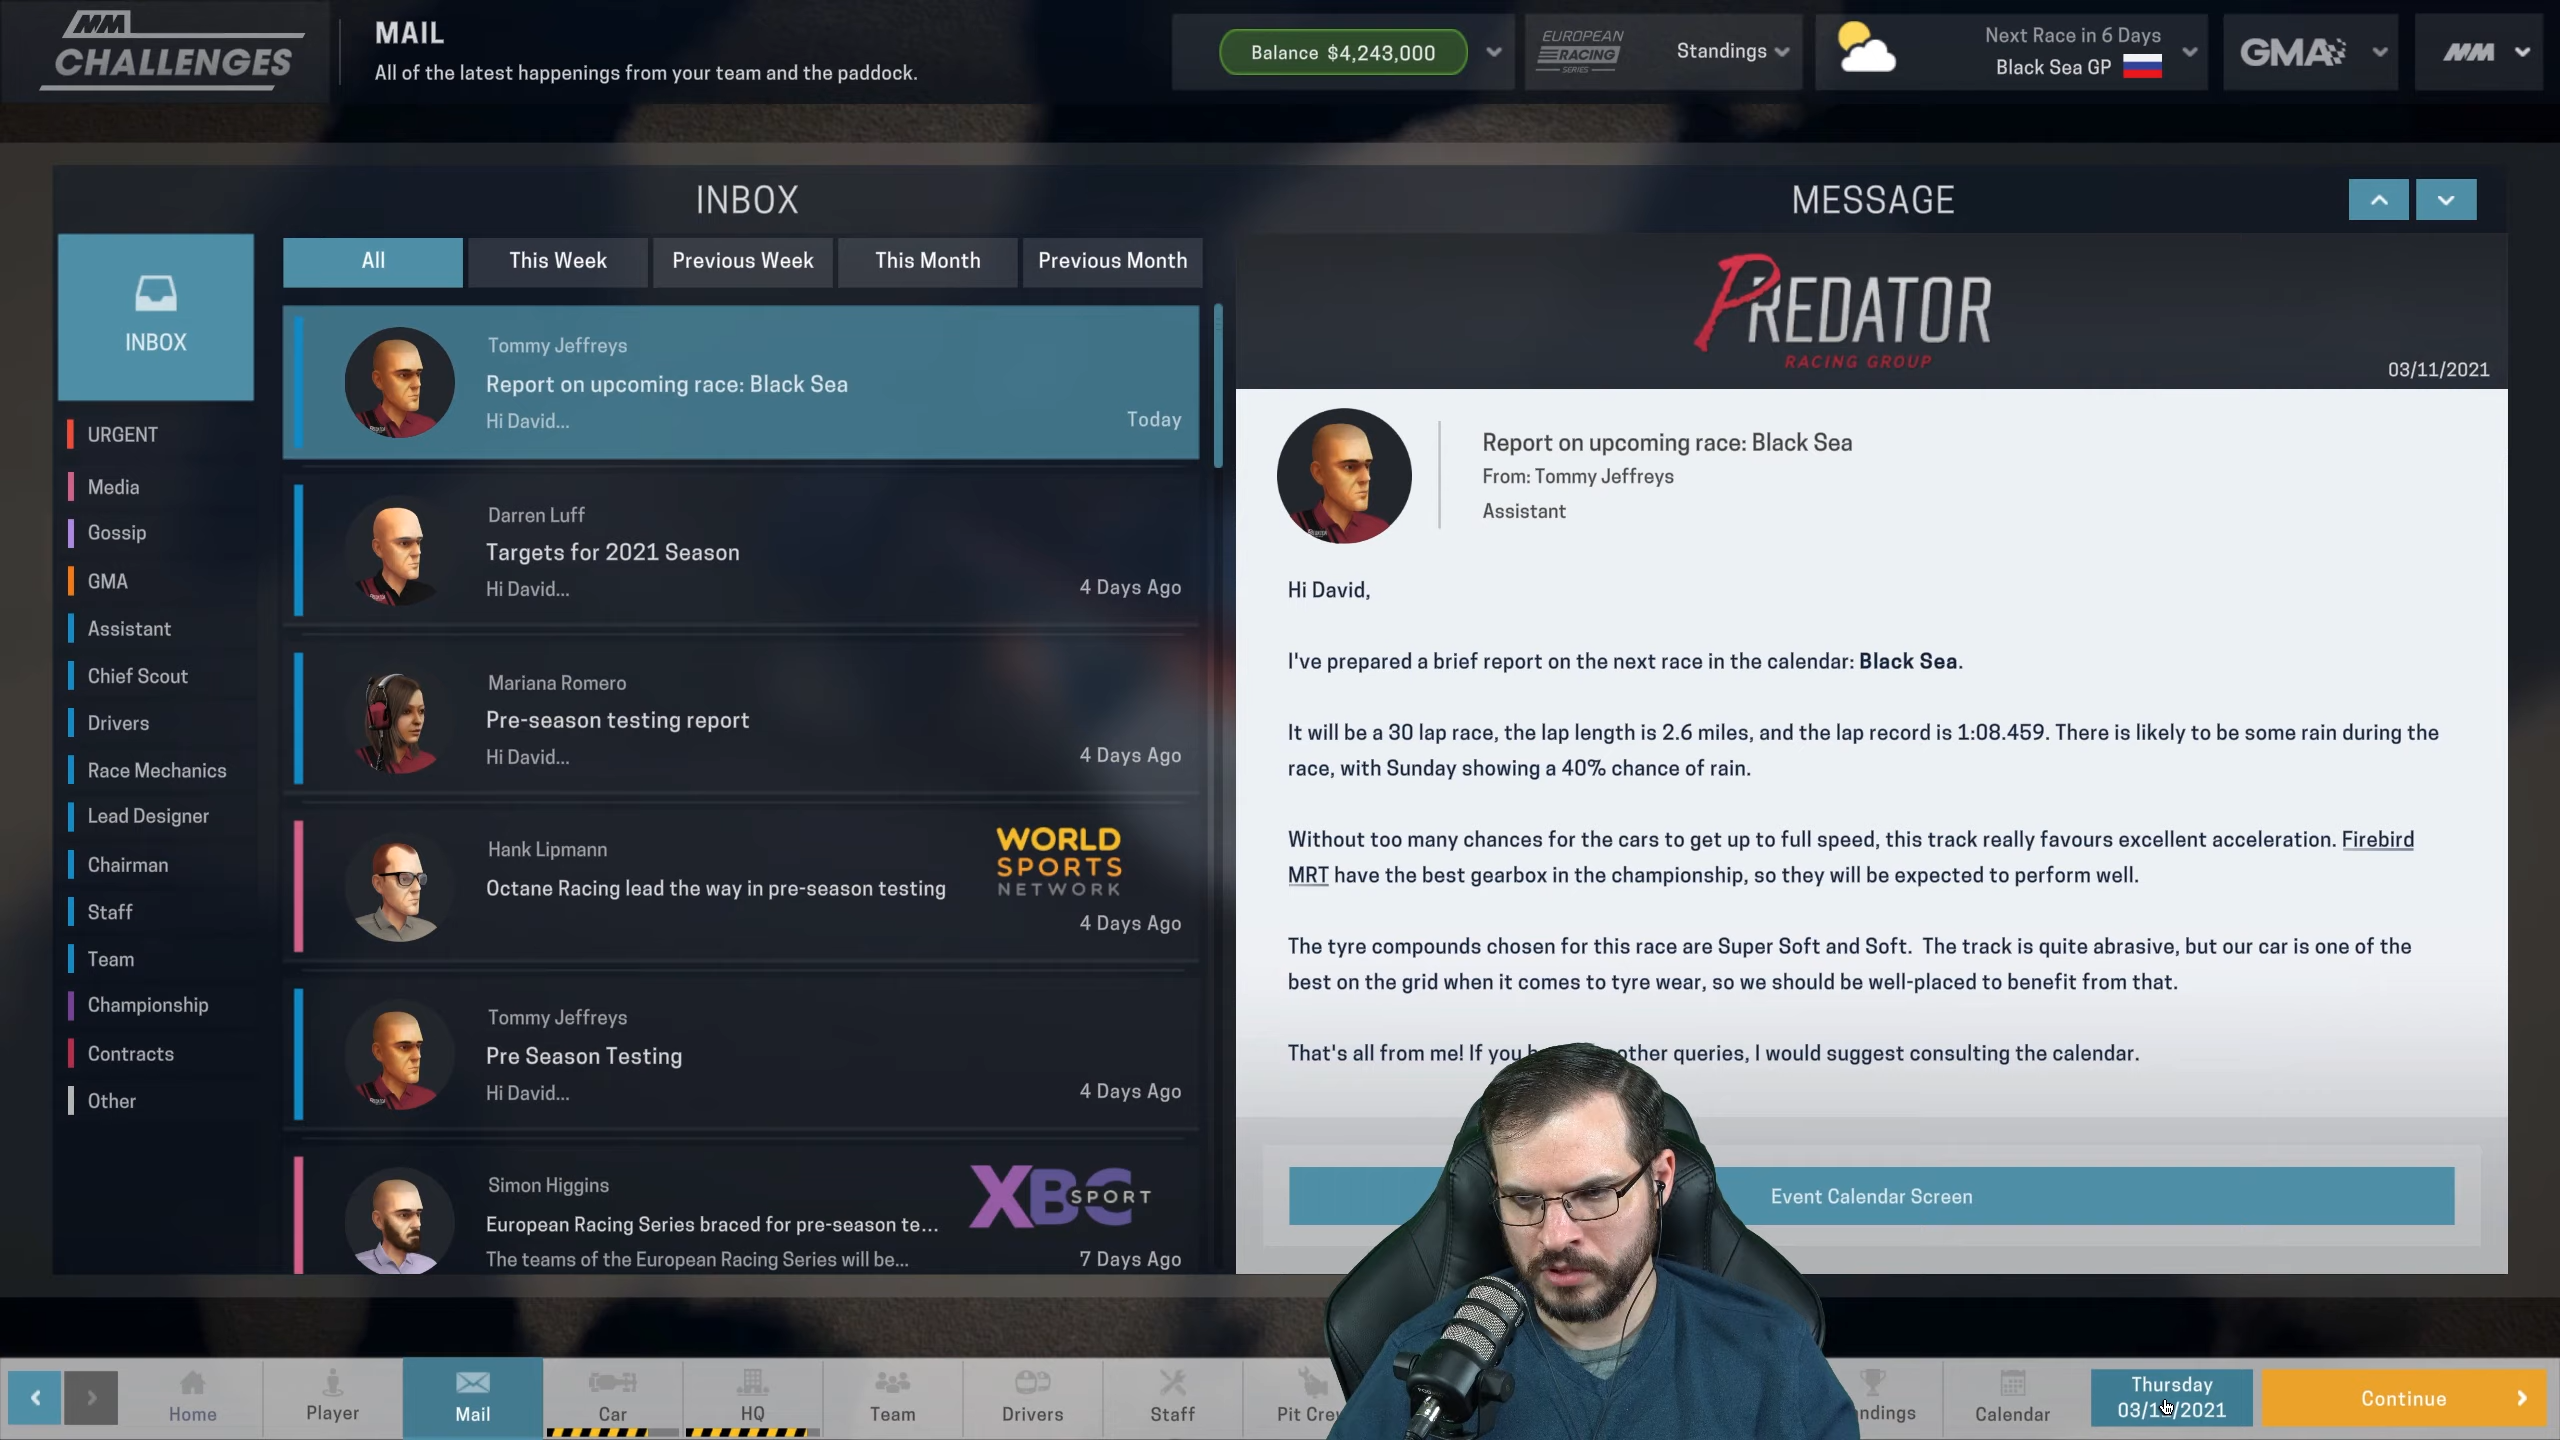 MM
CHALLENGES
MAIL
All of the latest happenings from your team and the paddock.
Balance $4,243,000
EUROPEAN
RACING
SERIES
Standings
Next Race in 6 Days
Black Sea GP
GMA
MM
INBOX
MESSAGE
INBOX
URGENT
Media
Gossip
GMA
Assistant
Chief Scout
Drivers
Race Mechanics
Lead Designer
Chairman
Staff
Team
Championship
Contracts
Other
All
This Week
Previous Week
This Month
Previous Month
Tommy Jeffreys
Report on upcoming race: Black Sea
Hi David...
Today
Darren Luff
Targets for 2021 Season
Hi David...
4 Days Ago
Mariana Romero
Pre-season testing report
Hi David...
4 Days Ago
Hank Lipmann
Octane Racing lead the way in pre-season testing
WORLD
SPORTS
NETWORK
4 Days Ago
Tommy Jeffreys
Pre Season Testing
Hi David...
4 Days Ago
Simon Higgins
European Racing Series braced for pre-season te...
The teams of the European Racing Series will be...
XBC SPORT
7 Days Ago
PREDATOR
RACING GROUP
03/11/2021
Report on upcoming race: Black Sea
From: Tommy Jeffreys
Assistant
Hi David,
I've prepared a brief report on the next race in the calendar: Black Sea.
It will be a 30 lap race, the lap length is 2.6 miles, and the lap record is 1:08.459. There is likely to be some rain during the
race, with Sunday showing a 40% chance of rain.
Without too many chances for the cars to get up to full speed, this track really favours excellent acceleration. Firebird
MRT have the best gearbox in the championship, so they will be expected to perform well.
The tyre compounds chosen for this race are Super Soft and Soft. The track is quite abrasive, but our car is one of the
best on the grid when it comes to tyre wear, so we should be well-placed to benefit from that.
That's all from me! If you other queries, I would suggest consulting the calendar.
Event Calendar Screen
Home
Player
Mail
Car
HQ
Team
Drivers
Staff
Pit Cre
ndings
Calendar
Thursday
03/11/2021
Continue